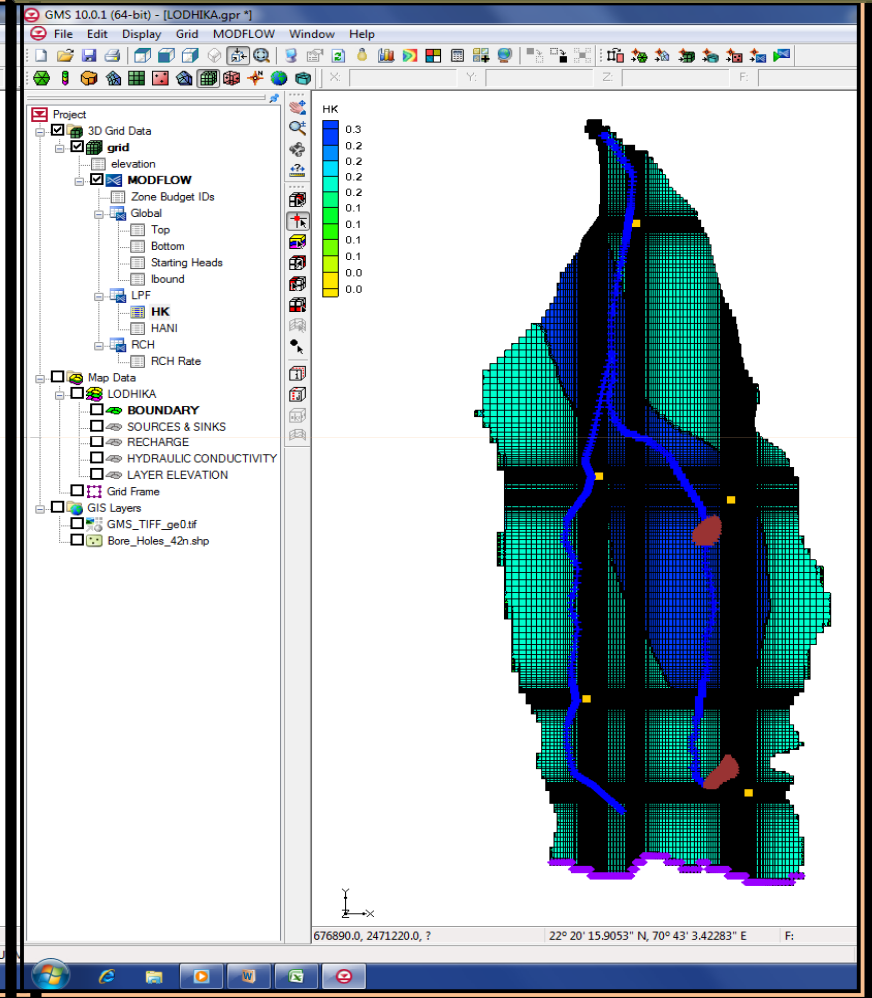 GMS 10.0.1 (64-bit) - [LODHIKA.gpr *]
File Edit Display Grid MODFLOW Window Help
X: Y: Z: F:
Project
3D Grid Data
grid
elevation
MODFLOW
Zone Budget IDs
Global
Top
Bottom
Starting Heads
Ibound
LPF
HK
HANI
RCH
RCH Rate
Map Data
LODHIKA
BOUNDARY
SOURCES & SINKS
RECHARGE
HYDRAULIC CONDUCTIVITY
LAYER ELEVATION
Grid Frame
GIS Layers
GMS_TIFF_ge0.tif
Bore_Holes_42n.shp
HK
0.3
0.2
0.2
0.2
0.2
0.1
0.1
0.1
0.1
0.0
0.0
Y
Z X
676890.0, 2471220.0, ? 22º 20' 15.9053" N, 70º 43' 3.42283" E F: